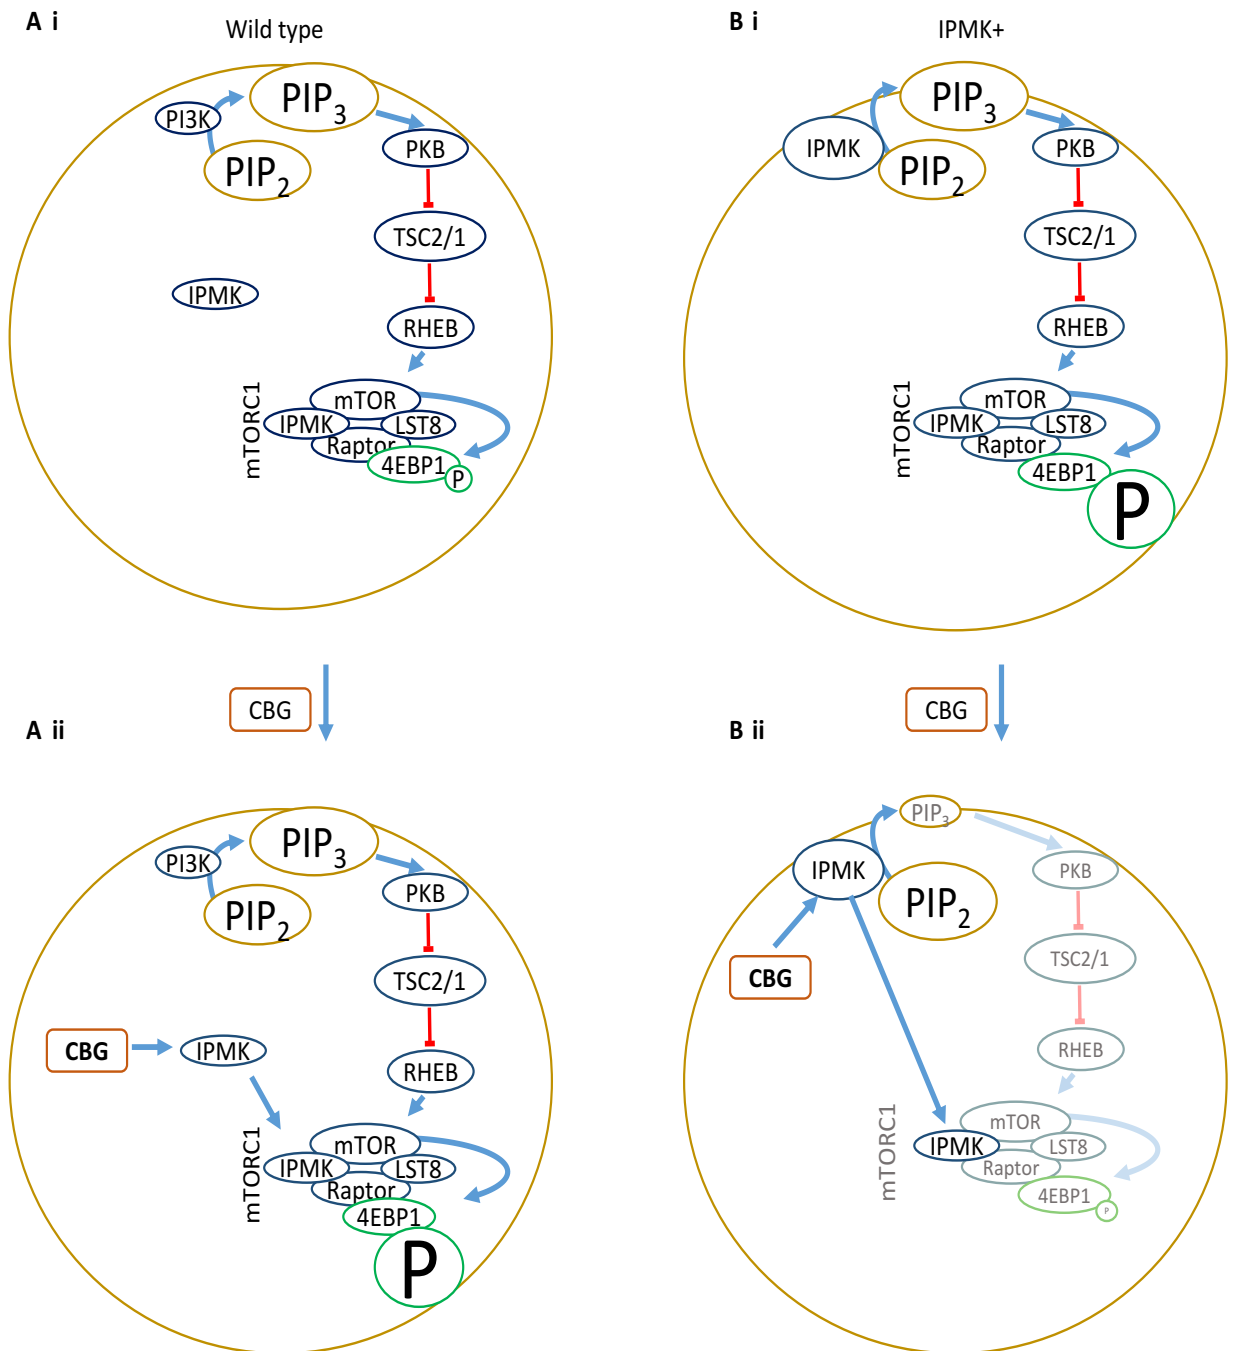 A i
Wild type
PI3K
PIP3
PIP2
PKB
TSC2/1
IPMK
RHEB
mTORC1
mTOR
IPMK
LST8
Raptor
4EBP1
P
B i
IPMK+
IPMK
PIP3
PIP2
PKB
TSC2/1
RHEB
mTORC1
mTOR
IPMK
LST8
Raptor
4EBP1
P
CBG
CBG
A ii
PI3K
PIP3
PIP2
PKB
TSC2/1
CBG
IPMK
RHEB
mTORC1
mTOR
IPMK
LST8
Raptor
4EBP1
P
B ii
PIP3
IPMK
PKB
PIP2
CBG
TSC2/1
RHEB
mTORC1
mTOR
IPMK
LST8
Raptor
4EBP1
P